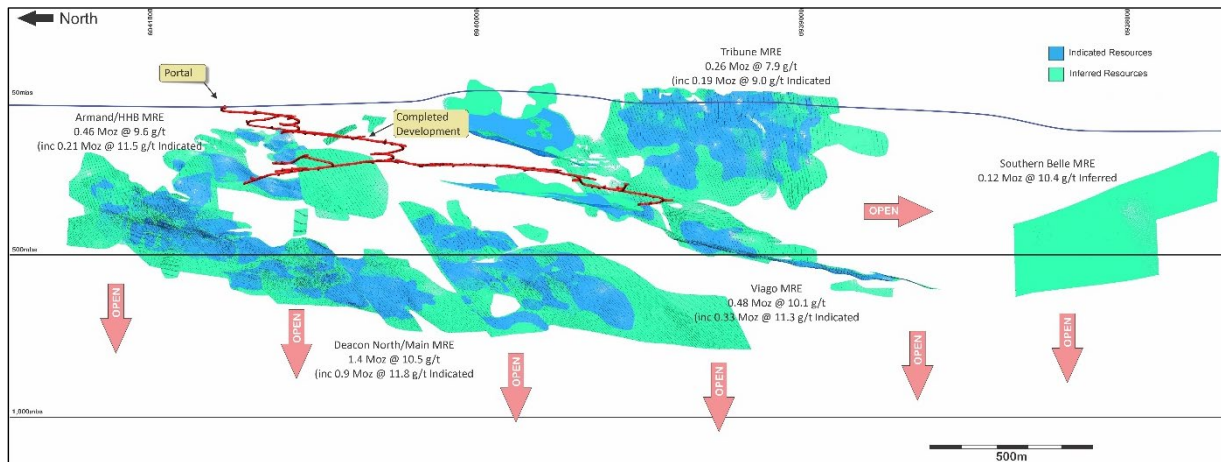 North
6941000
6940000
6939000
6938000
Tribune MRE
0.26 Moz @ 7.9 g/t
(inc 0.19 Moz @ 9.0 g/t Indicated
Indicated Resources
Inferred Resources
Portal
50mbs
Armand/HHB MRE
0.46 Moz @ 9.6 g/t
(inc 0.21 Moz @ 11.5 g/t Indicated
Completed
Development
Southern Belle MRE
0.12 Moz @ 10.4 g/t Inferred
OPEN
500mbs
Viago MRE
0.48 Moz @ 10.1 g/t
(inc 0.33 Moz @ 11.3 g/t Indicated
OPEN
OPEN
OPEN
OPEN
OPEN
OPEN
Deacon North/Main MRE
1.4 Moz @ 10.5 g/t
(inc 0.9 Moz @ 11.8 g/t Indicated
1,000mbs
500m